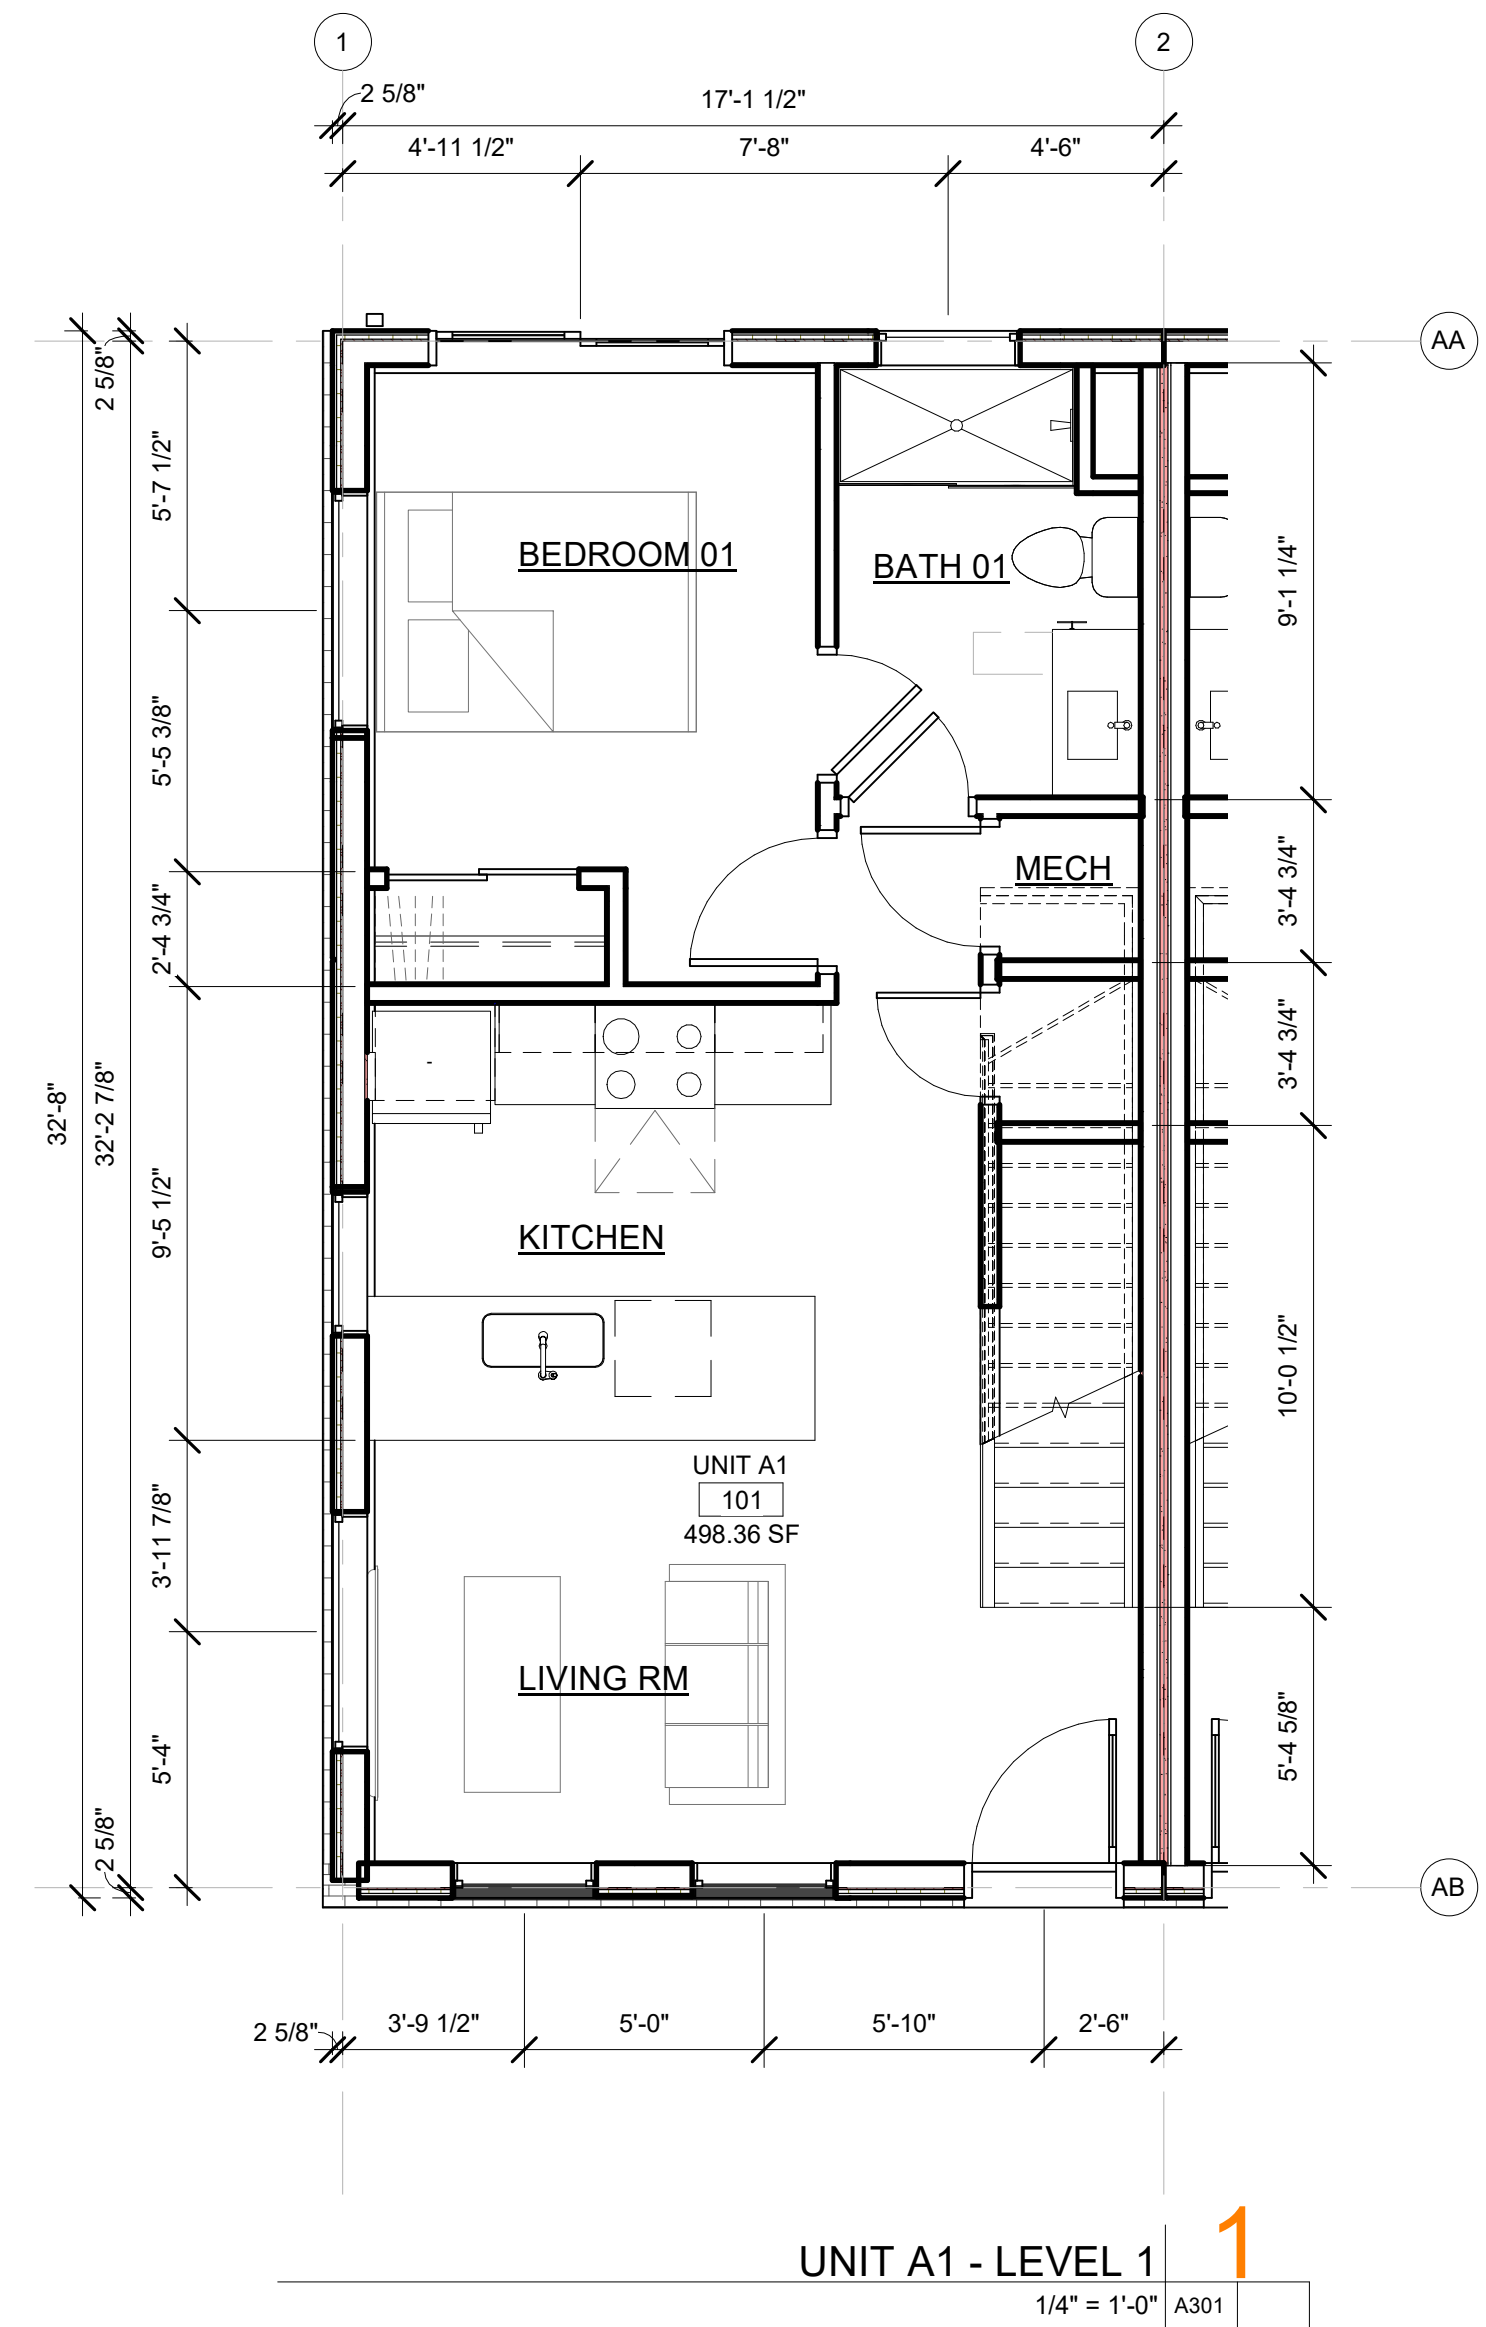 1
2
2 5/8"
17'-1 1/2"
4'-11 1/2"
7'-8"
4'-6"
AA
2 5/8"
5'-7 1/2"
5'-5 3/8"
2'-4 3/4"
32'-8"
32'-2 7/8"
9'-5 1/2"
3'-11 7/8"
5'-4"
2 5/8"
BEDROOM 01
BATH 01
9'-1 1/4"
MECH
3'-4 3/4"
3'-4 3/4"
KITCHEN
10'-0 1/2"
UNIT A1
101
498.36 SF
LIVING RM
5'-4 5/8"
AB
2 5/8"
3'-9 1/2"
5'-0"
5'-10"
2'-6"
UNIT A1 - LEVEL 1
1
1/4" = 1'-0"
A301